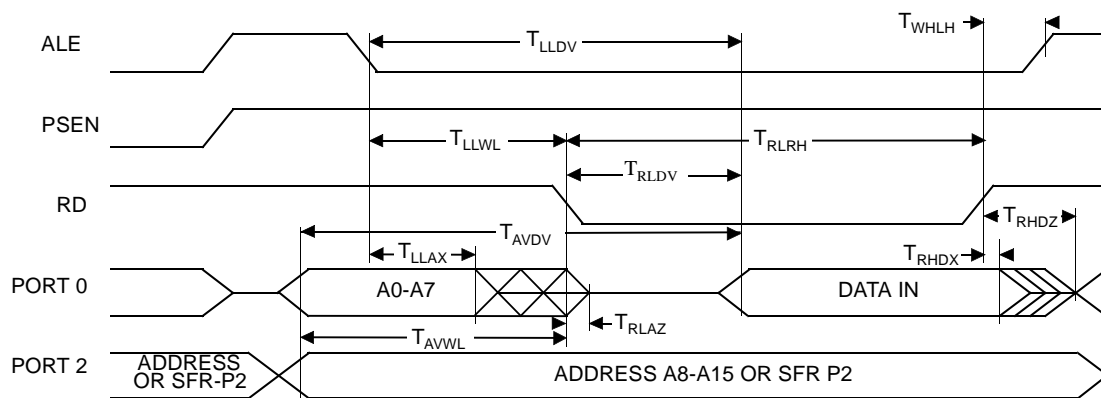 ALE
T_LLDV
T_WHLH
PSEN
T_LLWL
T_RLRH
T_RLDV
RD
T_AVDV
T_RHDZ
T_LLAX
T_RHDX
PORT 0
A0-A7
DATA IN
T_RLAZ
T_AVWL
PORT 2
ADDRESS
OR SFR-P2
ADDRESS A8-A15 OR SFR P2